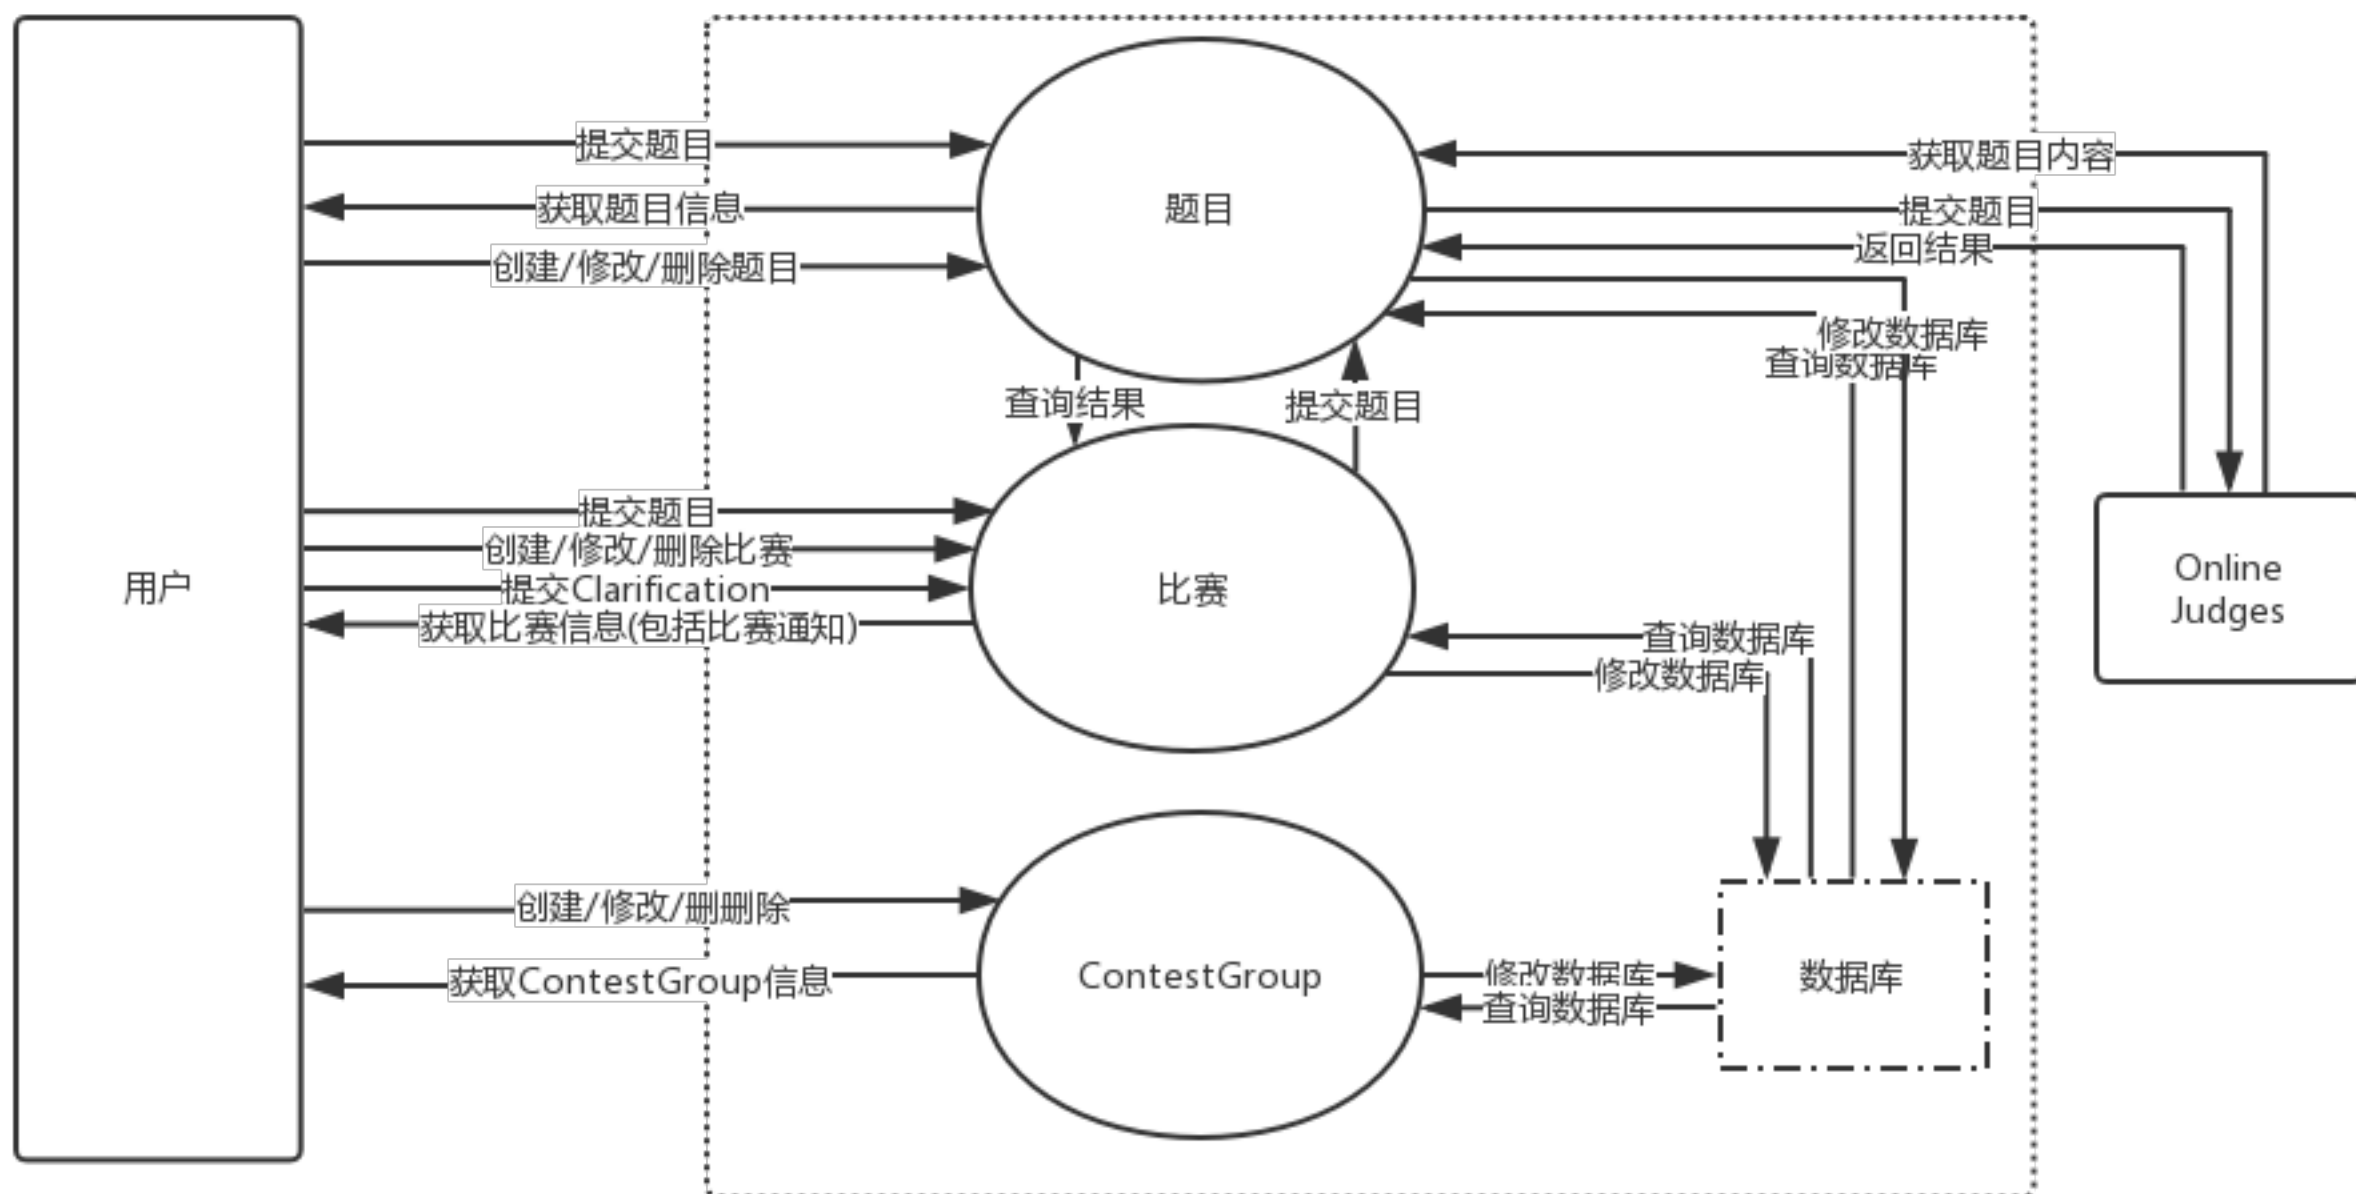 提交题目
获取题目信息
创建/修改/删除题目
题目
获取题目内容
提交题目
返回结果
修改数据库
查询数据库
查询结果
提交题目
提交题目
创建/修改/删除比赛
提交Clarification
获取比赛信息(包括比赛通知)
用户
比赛
Online
Judges
查询数据库
修改数据库
创建/修改/删删除
获取ContestGroup信息
ContestGroup
修改数据库
查询数据库
数据库